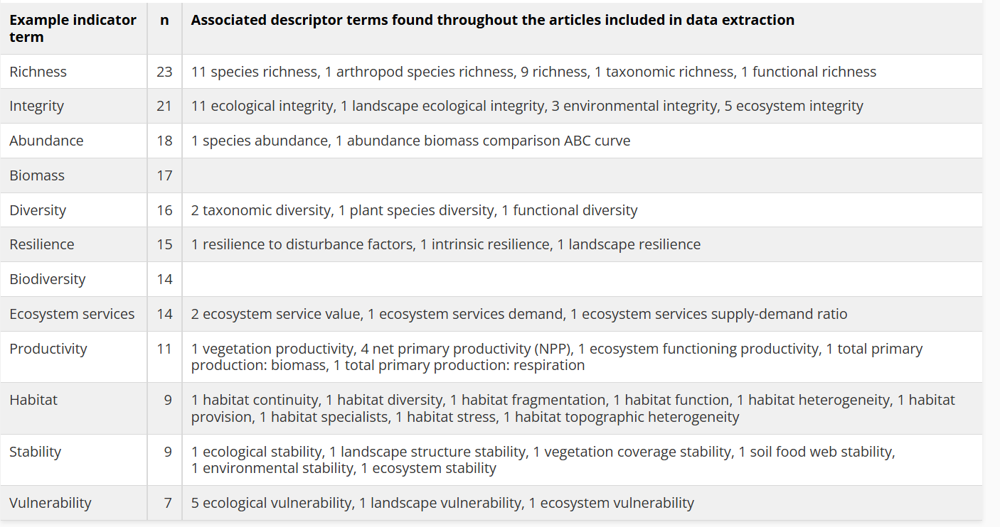 Example indicator term n Associated descriptor terms found throughout the articles included in data extraction
Richness 23 11 species richness, 1 arthropod species richness, 9 richness, 1 taxonomic richness, 1 functional richness
Integrity 21 11 ecological integrity, 1 landscape ecological integrity, 3 environmental integrity, 5 ecosystem integrity
Abundance 18 1 species abundance, 1 abundance biomass comparison ABC curve
Biomass 17
Diversity 16 2 taxonomic diversity, 1 plant species diversity, 1 functional diversity
Resilience 15 1 resilience to disturbance factors, 1 intrinsic resilience, 1 landscape resilience
Biodiversity 14
Ecosystem services 14 2 ecosystem service value, 1 ecosystem services demand, 1 ecosystem services supply-demand ratio
Productivity 11 1 vegetation productivity, 4 net primary productivity (NPP), 1 ecosystem functioning productivity, 1 total primary
production: biomass, 1 total primary production: respiration
Habitat 9 1 habitat continuity, 1 habitat diversity, 1 habitat fragmentation, 1 habitat function, 1 habitat heterogeneity, 1 habitat
provision, 1 habitat specialists, 1 habitat stress, 1 habitat topographic heterogeneity
Stability 9 1 ecological stability, 1 landscape structure stability, 1 vegetation coverage stability, 1 soil food web stability,
1 environmental stability, 1 ecosystem stability
Vulnerability 7 5 ecological vulnerability, 1 landscape vulnerability, 1 ecosystem vulnerability